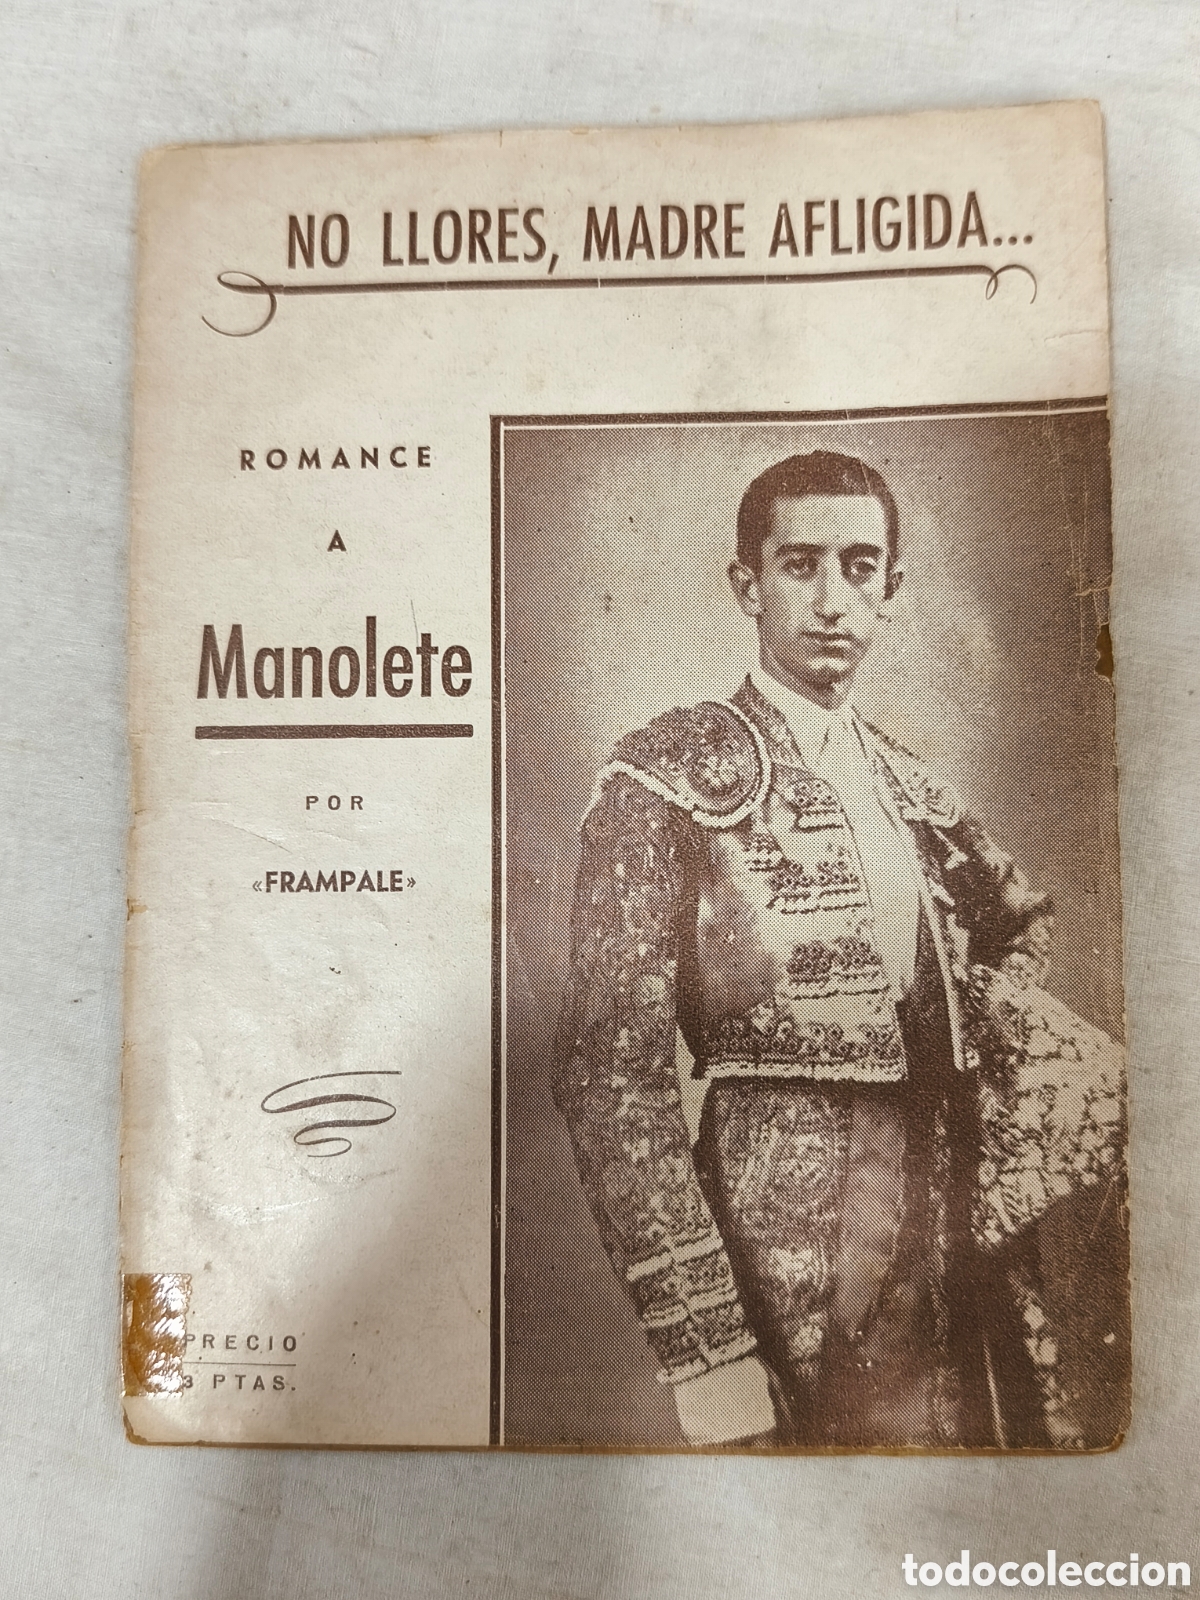 NO LLORES, MADRE AFLIGIDA...
ROMANCE
A
Manolete
POR
«FRAMPALE»
PRECIO
3 PTAS.
todocoleccion